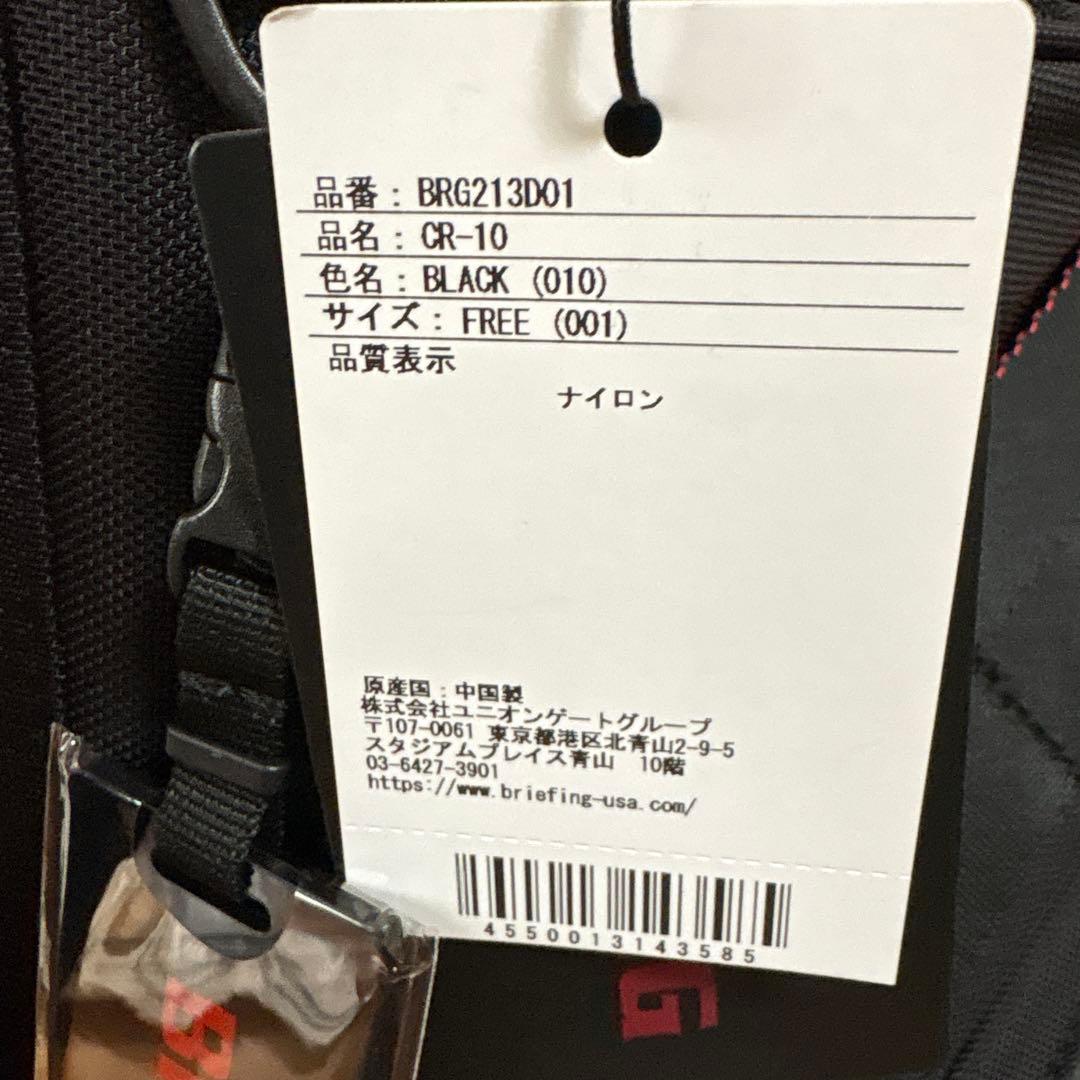 品番：BRG213D01
品名：CR-10
色名：BLACK (010)
サイズ：FREE (001)
品質表示
ナイロン
原産国：中国製
株式会社ユニオンゲートグループ
〒107-0061 東京都港区北青山2-9-5
スタジアムプレイス青山　10階
03-6427-3901
https://www.briefing-usa.com/
4550013143585
G